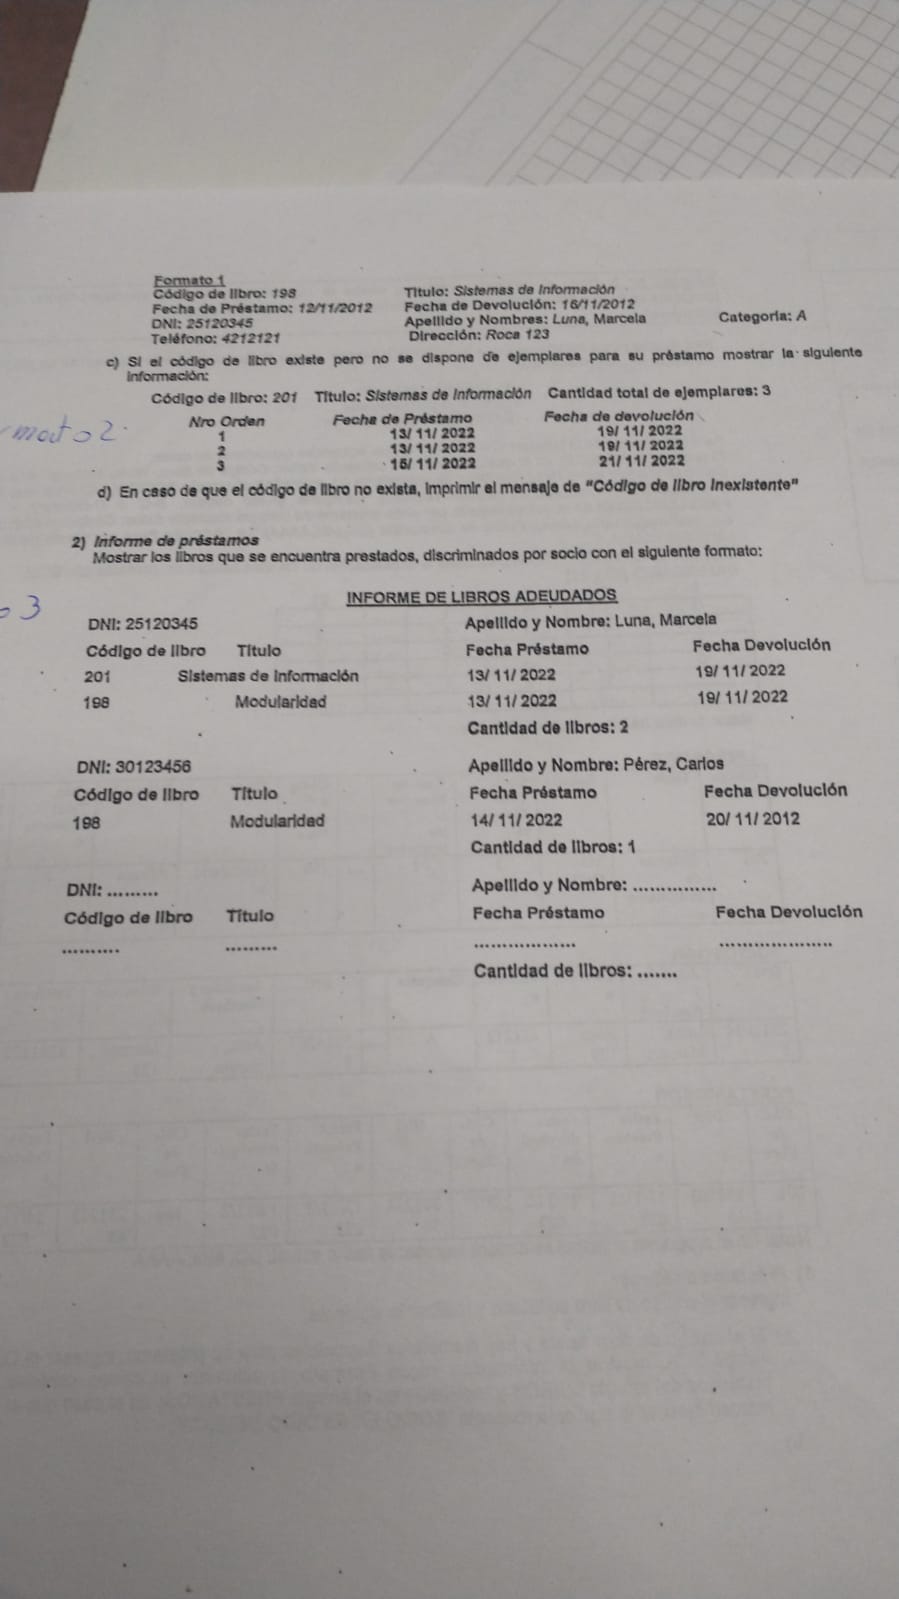 Formato 1
Código de libro: 198 Título: Sistemas de Información
Fecha de Préstamo: 12/11/2012 Fecha de Devolución: 16/11/2012
DNI: 25120345 Apellido y Nombres: Luna, Marcela Categoría: A
Teléfono: 4212121 Dirección: Roca 123
c) Si el código de libro existe pero no se dispone de ejemplares para su préstamo mostrar la siguiente
información:
Código de libro: 201 Título: Sistemas de Información Cantidad total de ejemplares: 3
Nro Orden Fecha de Préstamo Fecha de devolución
1 13/ 11/ 2022 19/ 11/ 2022
2 13/ 11/ 2022 19/ 11/ 2022
3 15/ 11/ 2022 21/ 11/ 2022
d) En caso de que el código de libro no exista, imprimir el mensaje de "Código de libro Inexistente"
2) Informe de préstamos
Mostrar los libros que se encuentra prestados, discriminados por socio con el siguiente formato:
3
INFORME DE LIBROS ADEUDADOS
DNI: 25120345 Apellido y Nombre: Luna, Marcela
Código de libro Título Fecha Préstamo Fecha Devolución
201 Sistemas de Información 13/ 11/ 2022 19/ 11/ 2022
198 Modularidad 13/ 11/ 2022 19/ 11/ 2022
Cantidad de libros: 2
DNI: 30123456 Apellido y Nombre: Pérez, Carlos
Código de libro Título Fecha Préstamo Fecha Devolución
198 Modularidad 14/ 11/ 2022 20/ 11/ 2012
Cantidad de libros: 1
DNI: ......... Apellido y Nombre: ...............
Código de libro Título Fecha Préstamo Fecha Devolución
.......... ......... .................. ....................
Cantidad de libros: .......